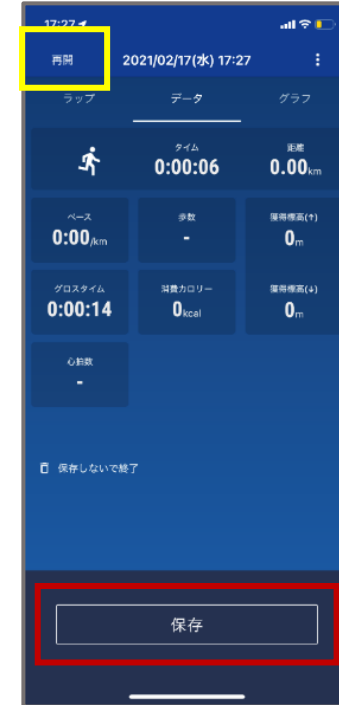 17:27
再開 2021/02/17(水) 17:27
ラップ データ グラフ
タイム
0:00:06
距離
0.00km
ペース
0:00/km
歩数
-
獲得標高(↑)
0m
グロスタイム
0:00:14
消費カロリー
0kcal
獲得標高(↓)
0m
心拍数
-
保存しないで終了
保存